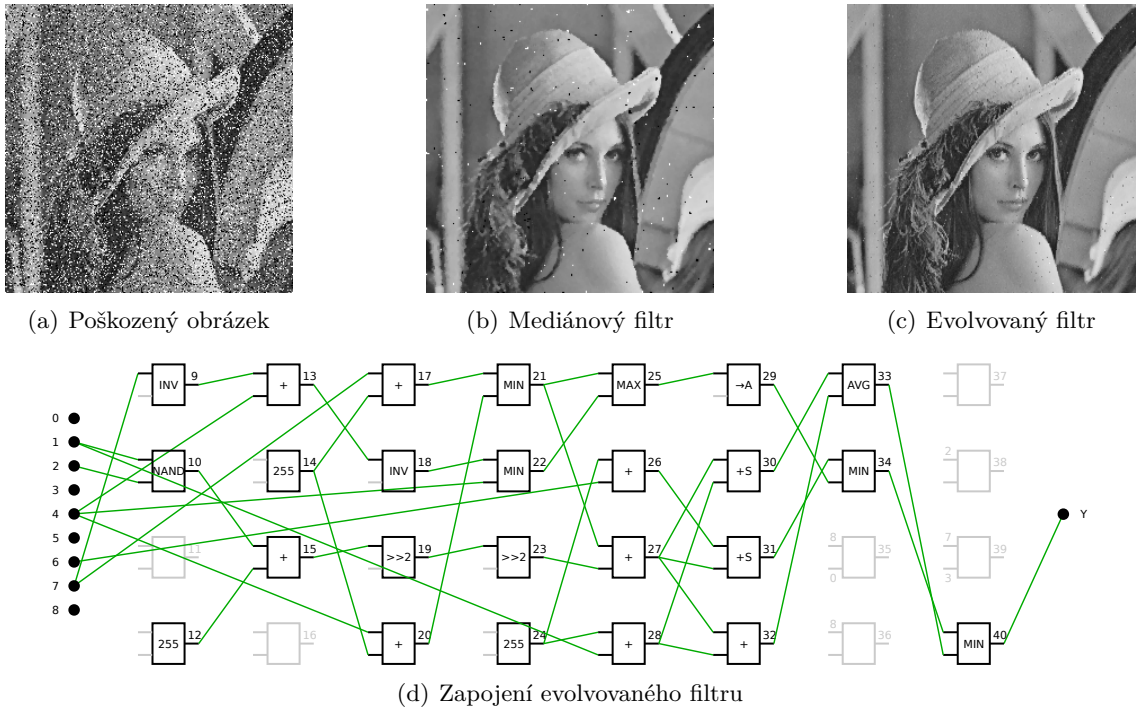 (a) Poškozený obrázek
(b) Mediánový filtr
(c) Evolvovaný filtr
INV 9 + 13 + 17 MIN 21 MAX 25 →A 29 AVG 33 37
0
1
2 NAND 10 255 14 INV 18 MIN 22 + 26 +S 30 MIN 34 2 38
3
4 Y
5
11 + 15 >>2 19 >>2 23 + 27 +S 31 8 0 35 7 3 39
6
7
8
255 12 16 + 20 255 24 + 28 + 32 8 36 MIN 40
(d) Zapojení evolvovaného filtru